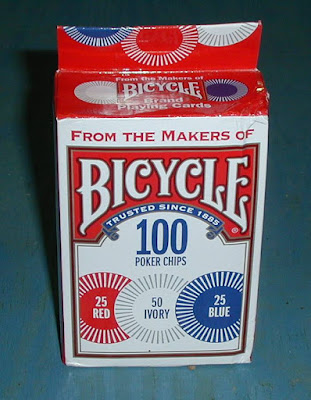 From the Makers of
BICYCLE
Brand
Playing Cards
FROM THE MAKERS OF
BICYCLE®
TRUSTED SINCE 1885
100
POKER CHIPS
25
RED
50
IVORY
25
BLUE